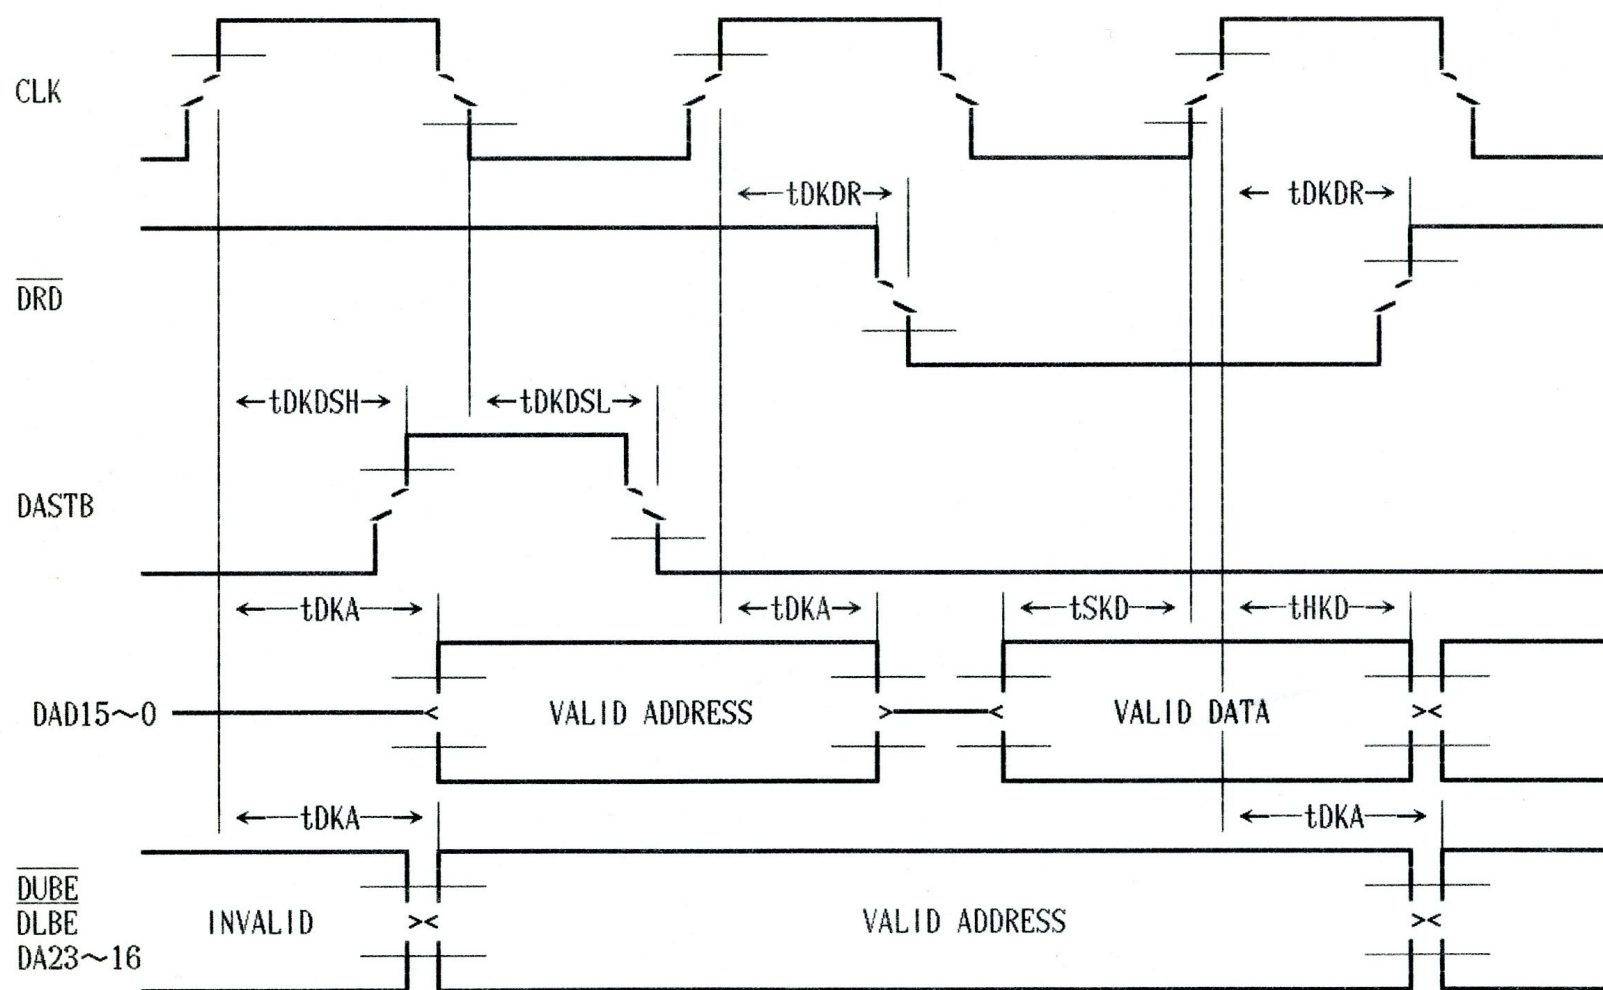 CLK
tDKDR tDKDR
DRD
tDKDSH tDKDSL
DASTB
tDKA tDKA tSKD tHKD
DAD15~0 VALID ADDRESS VALID DATA
tDKA tDKA
DUBE
DLBE INVALID VALID ADDRESS
DA23~16